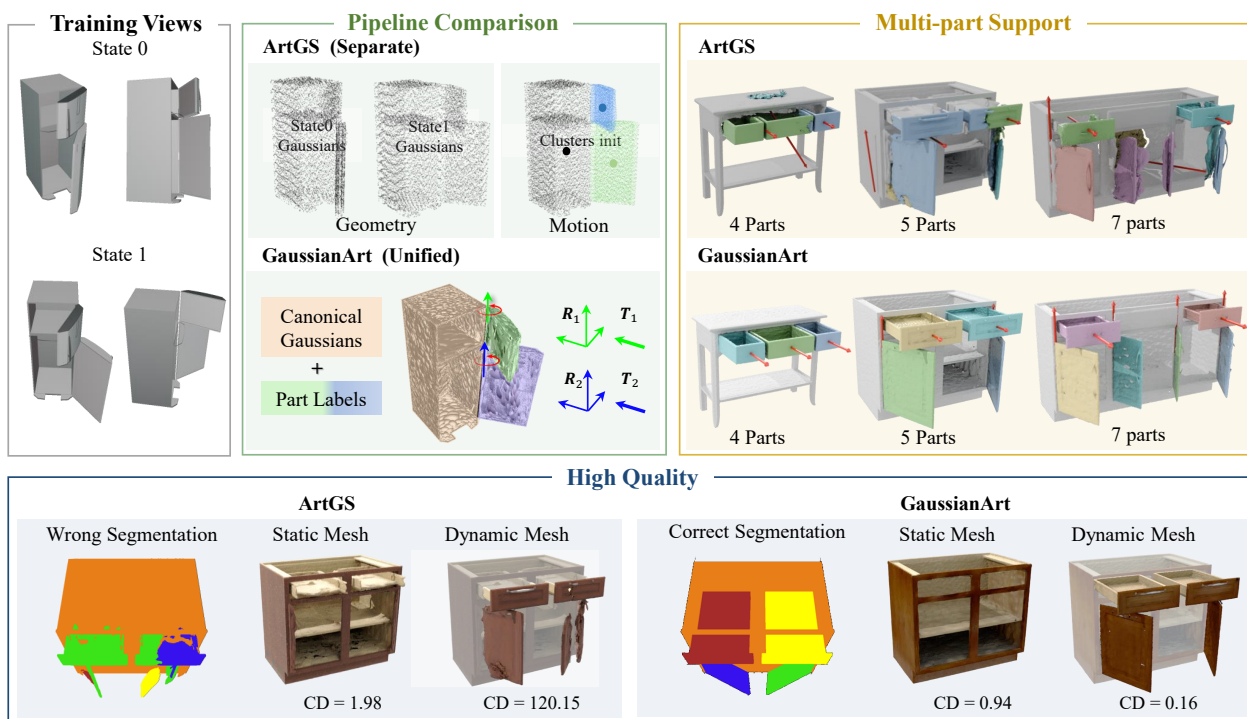 Training Views
State 0
State 1
Pipeline Comparison
ArtGS (Separate)
State0
Gaussians
State1
Gaussians
Clusters init
Geometry
Motion
GaussianArt (Unified)
Canonical
Gaussians
+
Part Labels
R₁
T₁
R₂
T₂
Multi-part Support
ArtGS
4 Parts
5 Parts
7 parts
GaussianArt
4 Parts
5 Parts
7 parts
High Quality
ArtGS
Wrong Segmentation
Static Mesh
Dynamic Mesh
CD = 1.98
CD = 120.15
GaussianArt
Correct Segmentation
Static Mesh
Dynamic Mesh
CD = 0.94
CD = 0.16